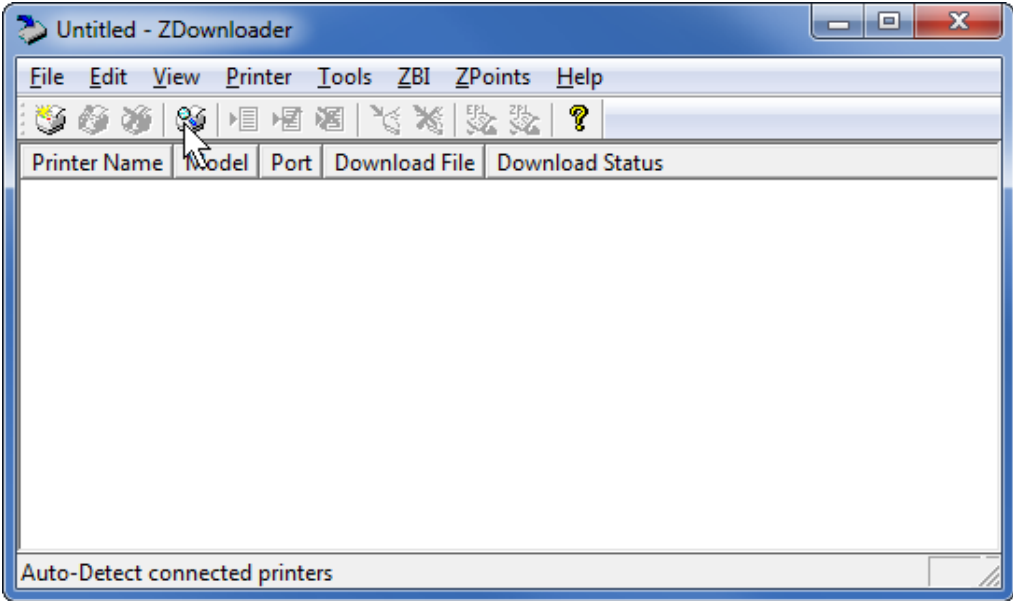 Untitled - ZDownloader
File Edit View Printer Tools ZBI ZPoints Help
EPL ZPL ?
Printer Name Model Port Download File Download Status
Auto-Detect connected printers